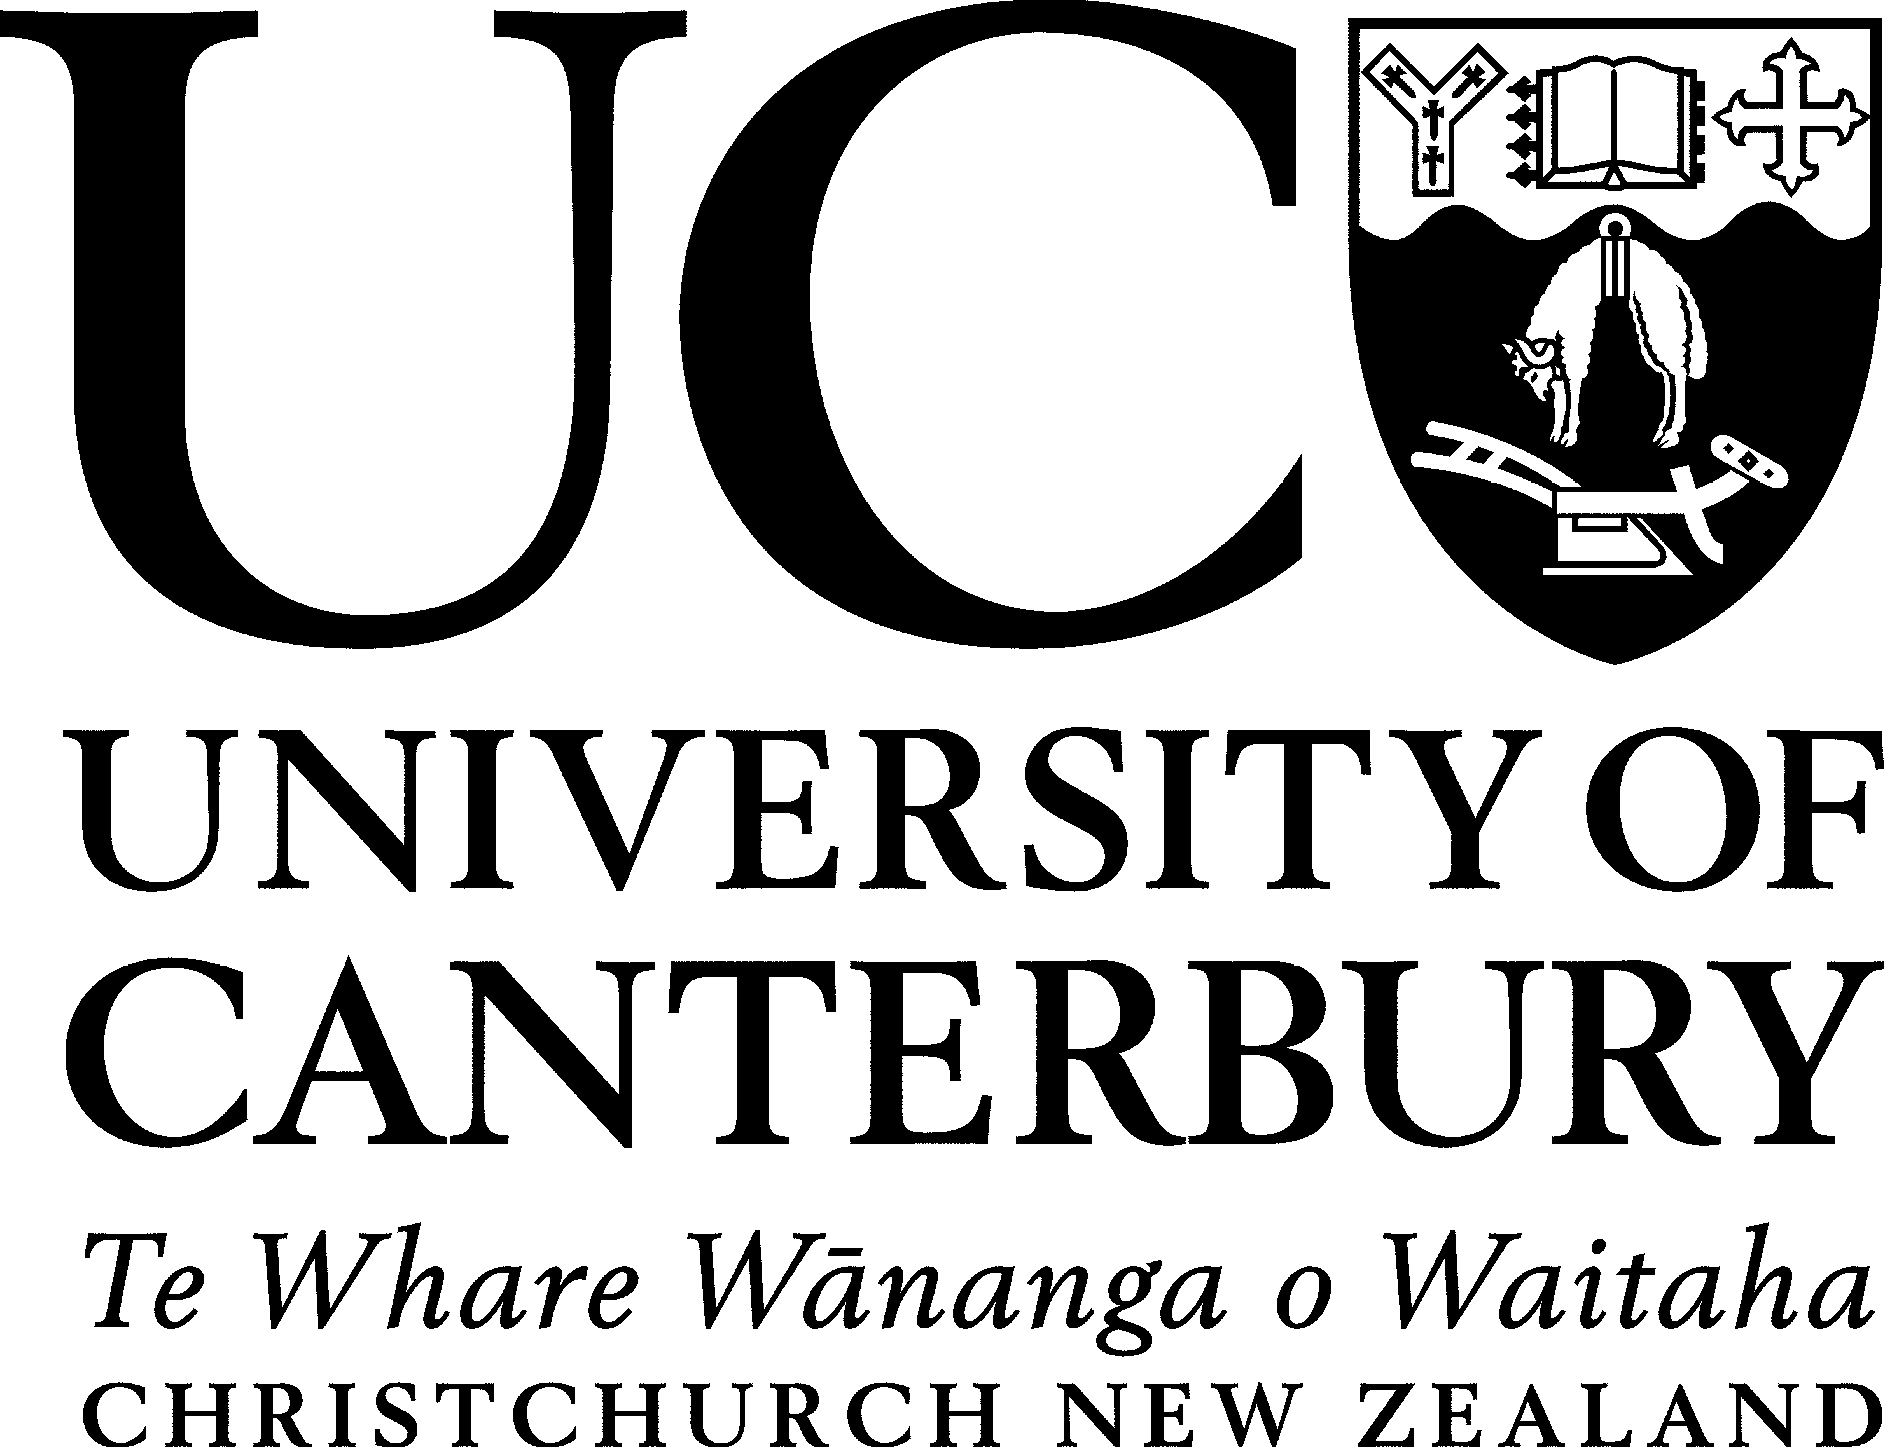 UC
UNIVERSITY OF
CANTERBURY
Te Whare Wānanga o Waitaha
CHRISTCHURCH NEW ZEALAND